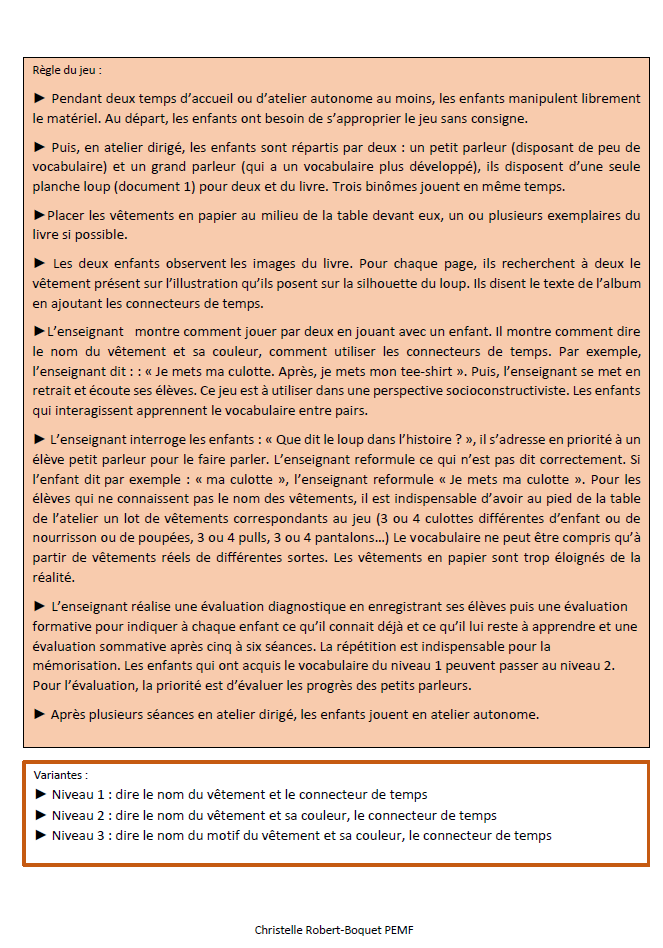 Règle du jeu :
► Pendant deux temps d’accueil ou d’atelier autonome au moins, les enfants manipulent librement
le matériel. Au départ, les enfants ont besoin de s’approprier le jeu sans consigne.
► Puis, en atelier dirigé, les enfants sont répartis par deux : un petit parleur (disposant de peu de
vocabulaire) et un grand parleur (qui a un vocabulaire plus développé), ils disposent d’une seule
planche loup (document 1) pour deux et du livre. Trois binômes jouent en même temps.
►Placer les vêtements en papier au milieu de la table devant eux, un ou plusieurs exemplaires du
livre si possible.
► Les deux enfants observent les images du livre. Pour chaque page, ils recherchent à deux le
vêtement présent sur l’illustration qu’ils posent sur la silhouette du loup. Ils disent le texte de l’album
en ajoutant les connecteurs de temps.
►L’enseignant montre comment jouer par deux en jouant avec un enfant. Il montre comment dire
le nom du vêtement et sa couleur, comment utiliser les connecteurs de temps. Par exemple,
l’enseignant dit : : « Je mets ma culotte. Après, je mets mon tee-shirt ». Puis, l’enseignant se met en
retrait et écoute ses élèves. Ce jeu est à utiliser dans une perspective socioconstructiviste. Les enfants
qui interagissent apprennent le vocabulaire entre pairs.
► L’enseignant interroge les enfants : « Que dit le loup dans l’histoire ? », il s’adresse en priorité à un
élève petit parleur pour le faire parler. L’enseignant reformule ce qui n’est pas dit correctement. Si
l’enfant dit par exemple : « ma culotte », l’enseignant reformule « Je mets ma culotte ». Pour les
élèves qui ne connaissent pas le nom des vêtements, il est indispensable d’avoir au pied de la table
de l’atelier un lot de vêtements correspondants au jeu (3 ou 4 culottes différentes d’enfant ou de
nourrisson ou de poupées, 3 ou 4 pulls, 3 ou 4 pantalons…) Le vocabulaire ne peut être compris qu’à
partir de vêtements réels de différentes sortes. Les vêtements en papier sont trop éloignés de la
réalité.
► L’enseignant réalise une évaluation diagnostique en enregistrant ses élèves puis une évaluation
formative pour indiquer à chaque enfant ce qu’il connait déjà et ce qu’il lui reste à apprendre et une
évaluation sommative après cinq à six séances. La répétition est indispensable pour la
mémorisation. Les enfants qui ont acquis le vocabulaire du niveau 1 peuvent passer au niveau 2.
Pour l’évaluation, la priorité est d’évaluer les progrès des petits parleurs.
► Après plusieurs séances en atelier dirigé, les enfants jouent en atelier autonome.
Variantes :
► Niveau 1 : dire le nom du vêtement et le connecteur de temps
► Niveau 2 : dire le nom du vêtement et sa couleur, le connecteur de temps
► Niveau 3 : dire le nom du motif du vêtement et sa couleur, le connecteur de temps
Christelle Robert-Boquet PEMF